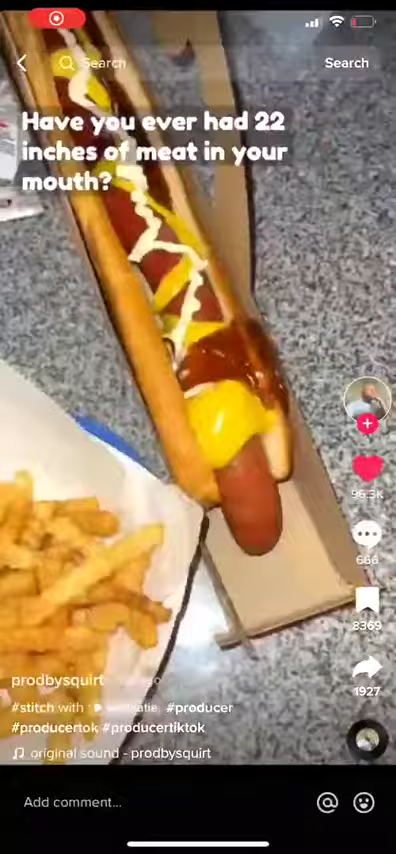 Search
Search
Have you ever had 22
inches of meat in your
mouth?
96.3K
666
8369
1927
prodbysquirt
#stitch with #producer
#producertok #producertiktok
original sound - prodbysquirt
Add comment...